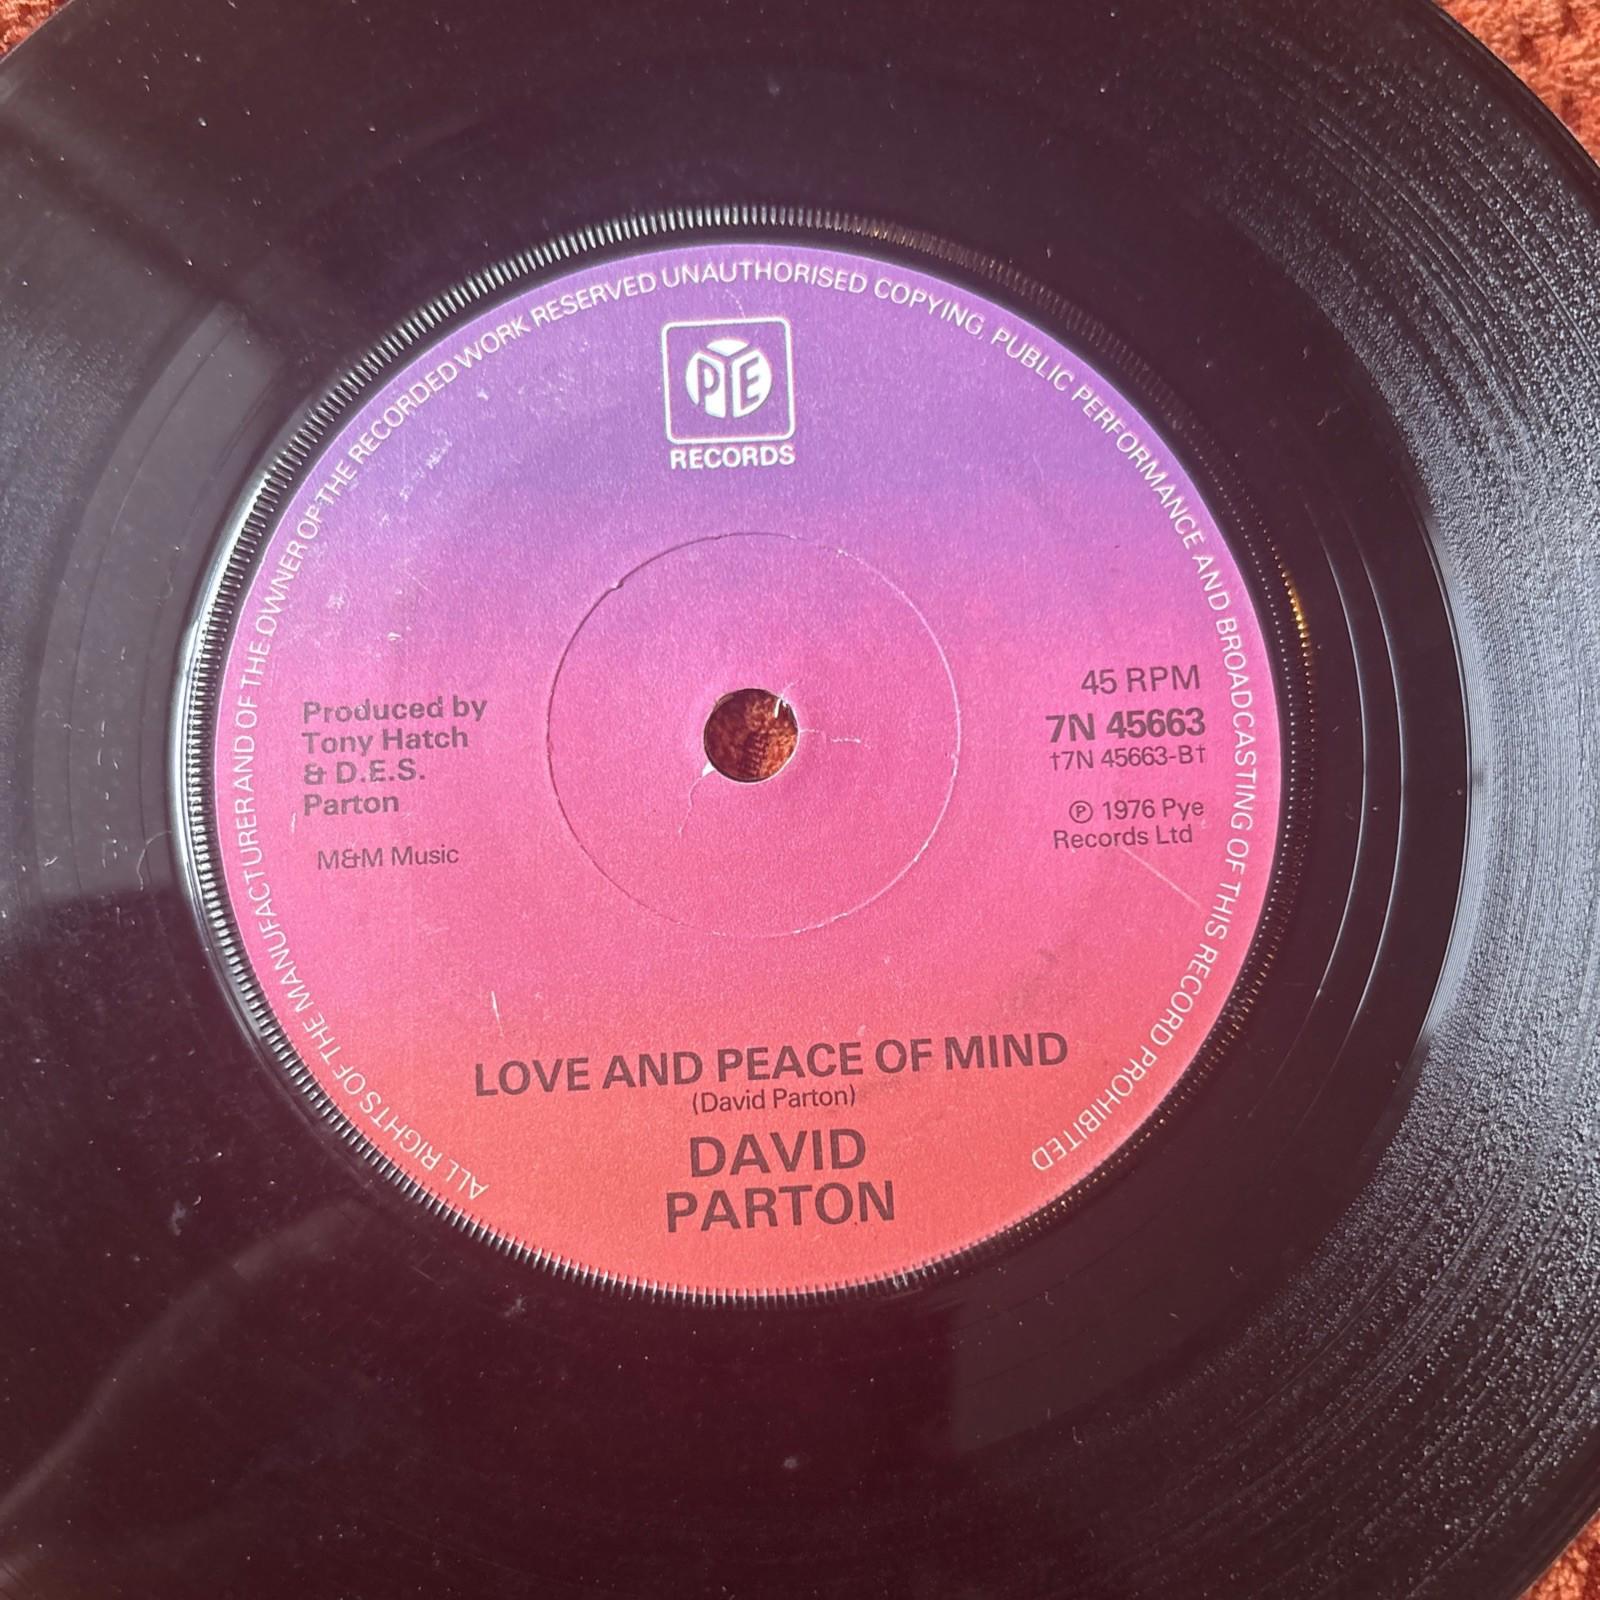 ALL RIGHTS OF THE MANUFACTURER AND OF THE OWNER OF THE RECORDED WORK RESERVED UNAUTHORISED COPYING, PUBLIC PERFORMANCE AND BROADCASTING OF THIS RECORD PROHIBITED
PYE
RECORDS
Produced by
Tony Hatch
& D.E.S.
Parton
M&M Music
45 RPM
7N 45663
†7N 45663-B†
℗ 1976 Pye
Records Ltd
LOVE AND PEACE OF MIND
(David Parton)
DAVID
PARTON